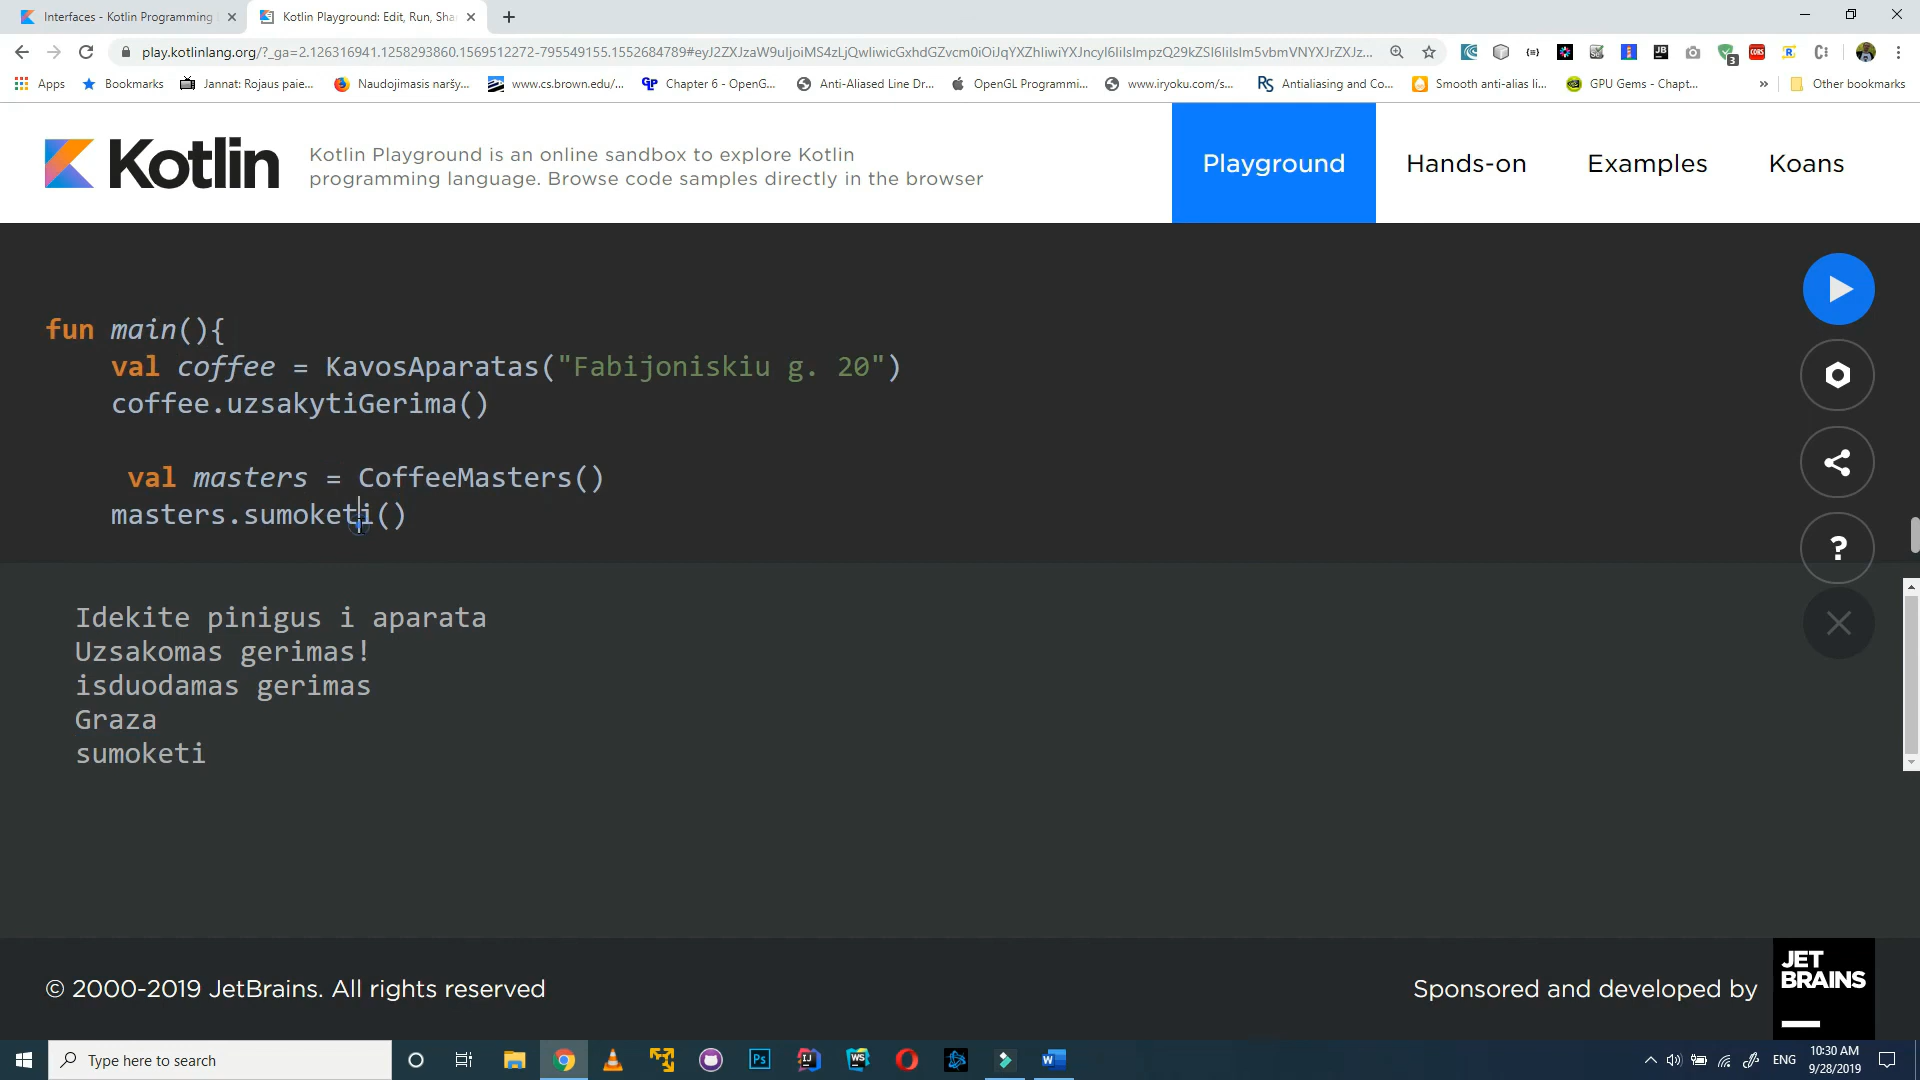 Interfaces - Kotlin Programming
Kotlin Playground: Edit, Run, Sha
play.kotlinlang.org/?_ga=2.126316941.1258293860.1569512272-795549155.1552684789#
Apps
Bookmarks
Jannat: Rojaus paie...
Naudojimasis naršy...
www.cs.brown.edu/...
Chapter 6 - OpenG...
Anti-Aliased Line Dr...
OpenGL Programmi...
www.iryoku.com/s...
Antialiasing and Co...
Smooth anti-alias li...
GPU Gems - Chapt...
»
Other bookmarks
Kotlin
Kotlin Playground is an online sandbox to explore Kotlin
programming language. Browse code samples directly in the browser
Playground
Hands-on
Examples
Koans
fun main(){
val coffee = KavosAparatas("Fabijoniskiu g. 20")
coffee.uzsakytiGerima()
val masters = CoffeeMasters()
masters.sumoketi()
?
Idekite pinigus i aparata
Uzsakomas gerimas!
isduodamas gerimas
Graza
sumoketi
© 2000-2019 JetBrains. All rights reserved
Sponsored and developed by
JET
BRAINS
Type here to search
ENG
10:30 AM
9/28/2019